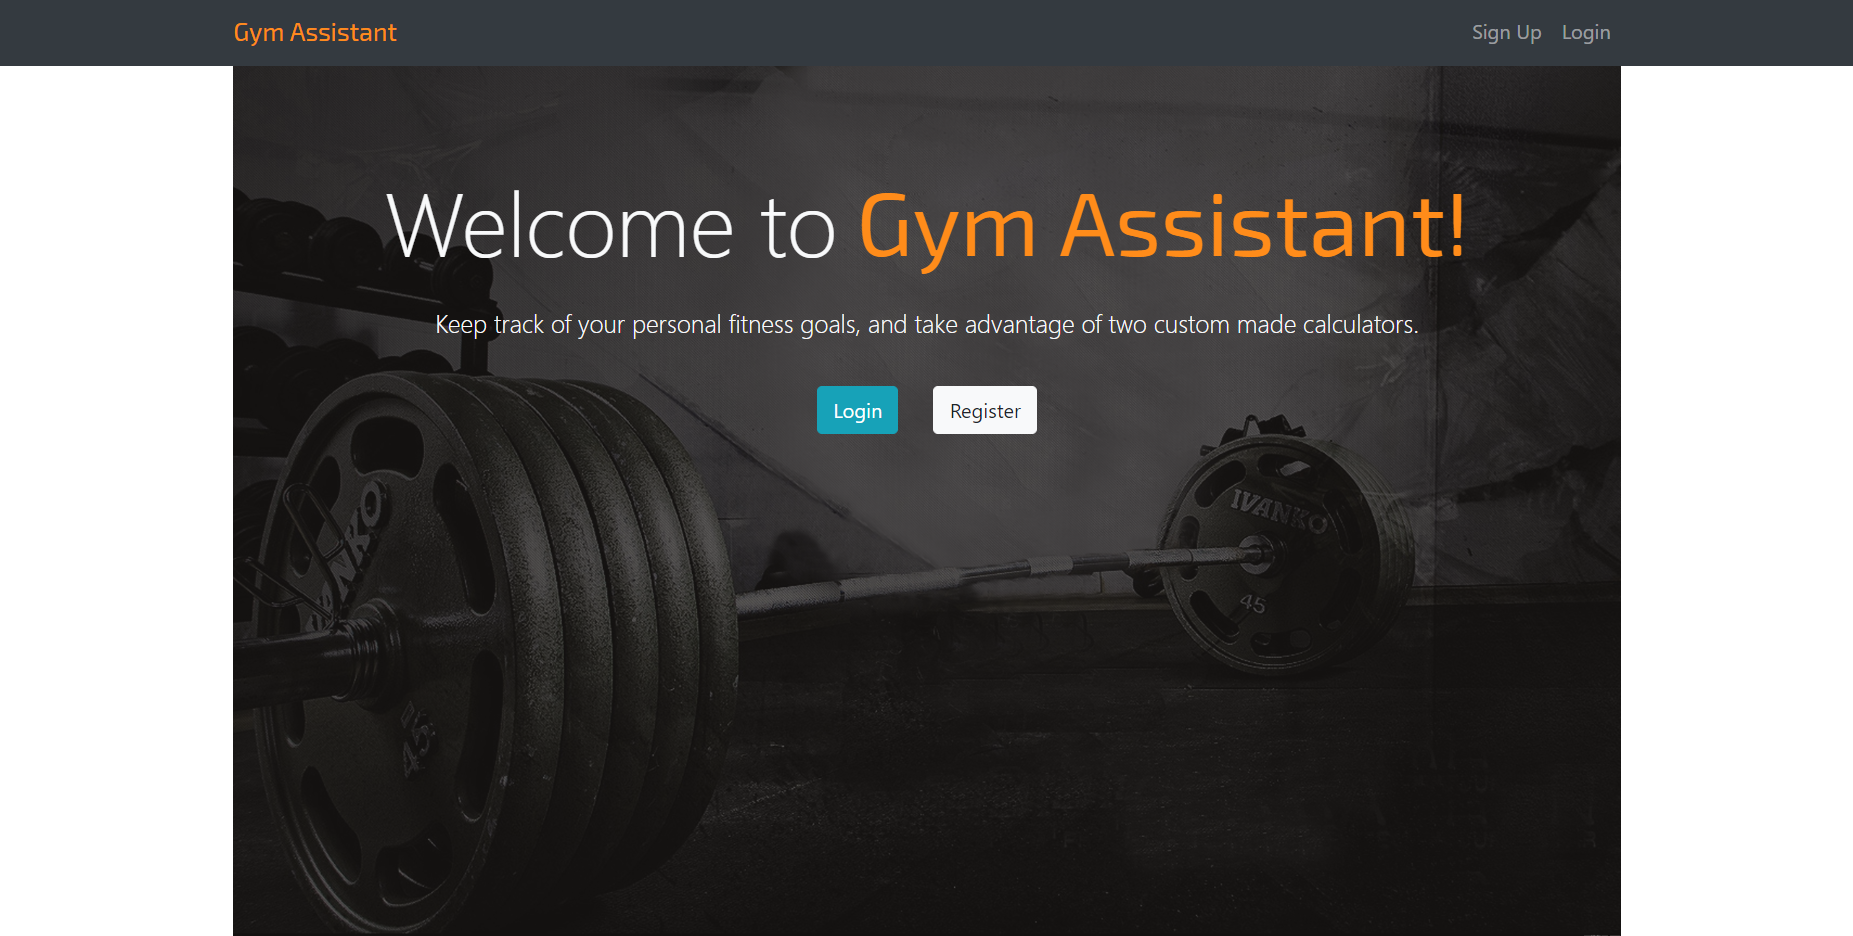 Gym Assistant
Sign Up Login
Welcome to Gym Assistant!
Keep track of your personal fitness goals, and take advantage of two custom made calculators.
Login Register
IVANKO
45
45